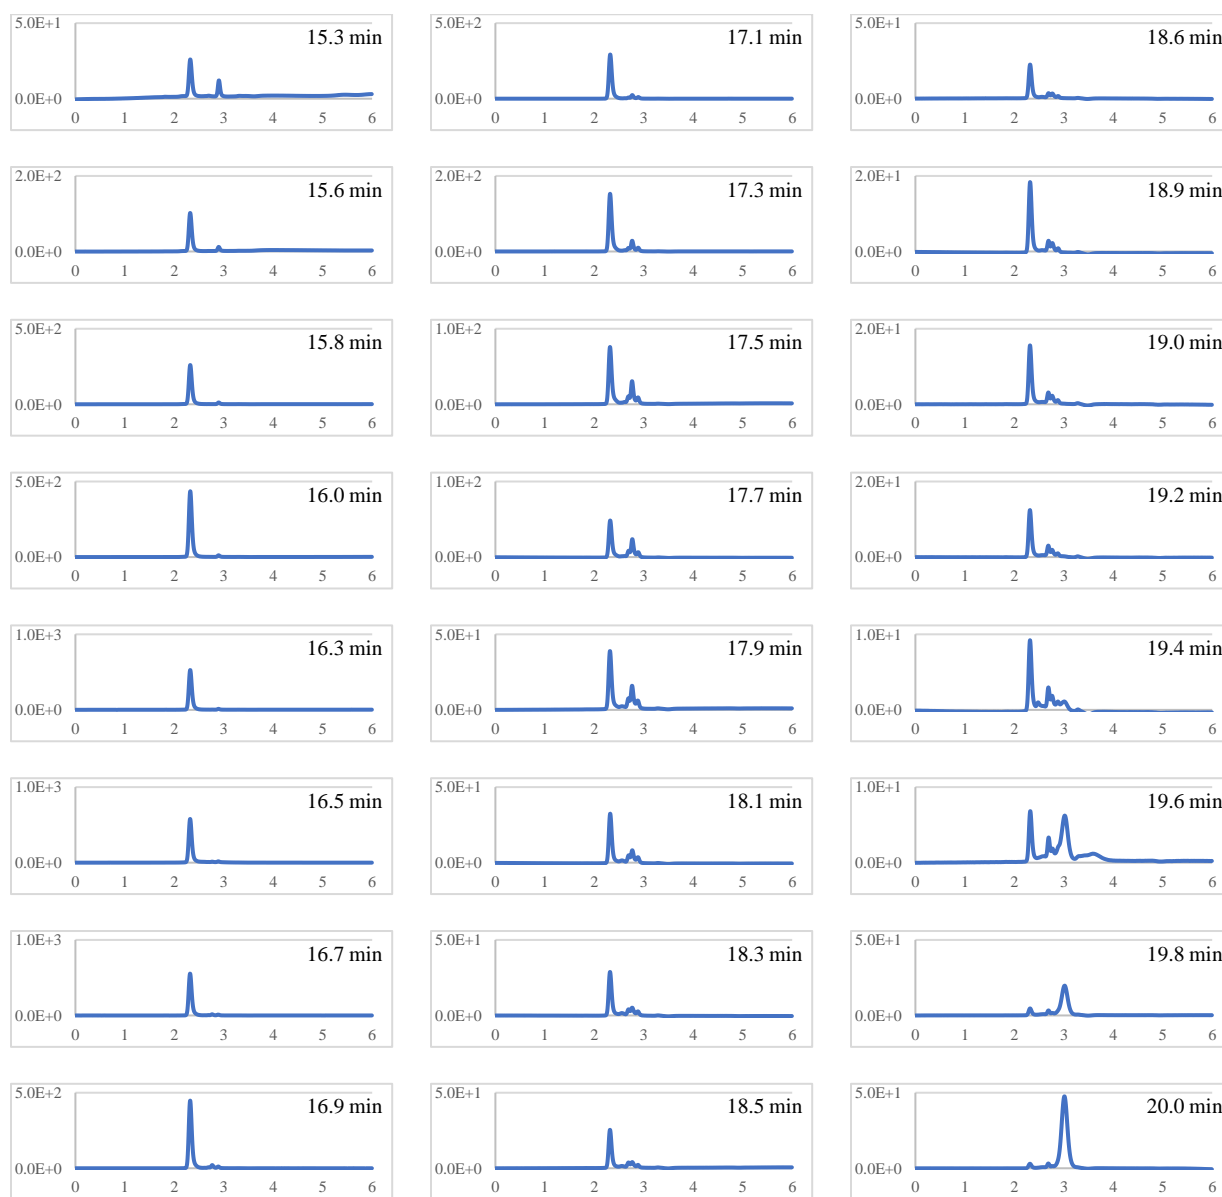 5.0E+1 15.3 min
0.0E+0
0 1 2 3 4 5 6
5.0E+2 17.1 min
0.0E+0
0 1 2 3 4 5 6
5.0E+1 18.6 min
0.0E+0
0 1 2 3 4 5 6
2.0E+2 15.6 min
0.0E+0
0 1 2 3 4 5 6
2.0E+2 17.3 min
0.0E+0
0 1 2 3 4 5 6
2.0E+1 18.9 min
0.0E+0
0 1 2 3 4 5 6
5.0E+2 15.8 min
0.0E+0
0 1 2 3 4 5 6
1.0E+2 17.5 min
0.0E+0
0 1 2 3 4 5 6
2.0E+1 19.0 min
0.0E+0
0 1 2 3 4 5 6
5.0E+2 16.0 min
0.0E+0
0 1 2 3 4 5 6
1.0E+2 17.7 min
0.0E+0
0 1 2 3 4 5 6
2.0E+1 19.2 min
0.0E+0
0 1 2 3 4 5 6
1.0E+3 16.3 min
0.0E+0
0 1 2 3 4 5 6
5.0E+1 17.9 min
0.0E+0
0 1 2 3 4 5 6
1.0E+1 19.4 min
0.0E+0
0 1 2 3 4 5 6
1.0E+3 16.5 min
0.0E+0
0 1 2 3 4 5 6
5.0E+1 18.1 min
0.0E+0
0 1 2 3 4 5 6
1.0E+1 19.6 min
0.0E+0
0 1 2 3 4 5 6
1.0E+3 16.7 min
0.0E+0
0 1 2 3 4 5 6
5.0E+1 18.3 min
0.0E+0
0 1 2 3 4 5 6
5.0E+1 19.8 min
0.0E+0
0 1 2 3 4 5 6
5.0E+2 16.9 min
0.0E+0
0 1 2 3 4 5 6
5.0E+1 18.5 min
0.0E+0
0 1 2 3 4 5 6
5.0E+1 20.0 min
0.0E+0
0 1 2 3 4 5 6